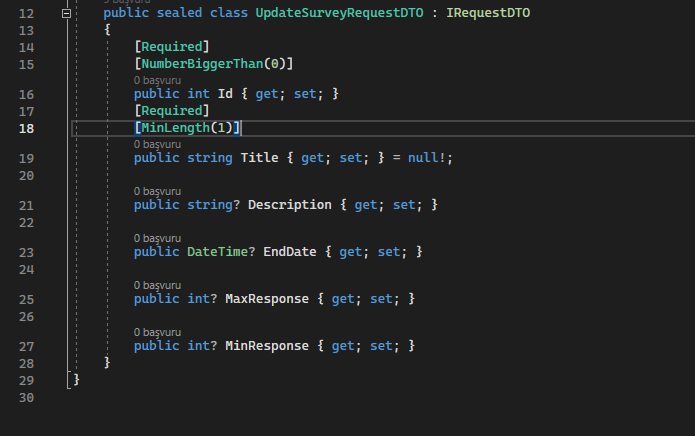 9 başvuru
12 public sealed class UpdateSurveyRequestDTO : IRequestDTO
13 {
14 [Required]
15 [NumberBiggerThan(0)]
0 başvuru
16 public int Id { get; set; }
17 [Required]
18 [MinLength(1)]
0 başvuru
19 public string Title { get; set; } = null!;
20
0 başvuru
21 public string? Description { get; set; }
22
0 başvuru
23 public DateTime? EndDate { get; set; }
24
0 başvuru
25 public int? MaxResponse { get; set; }
26
0 başvuru
27 public int? MinResponse { get; set; }
28 }
29 }
30